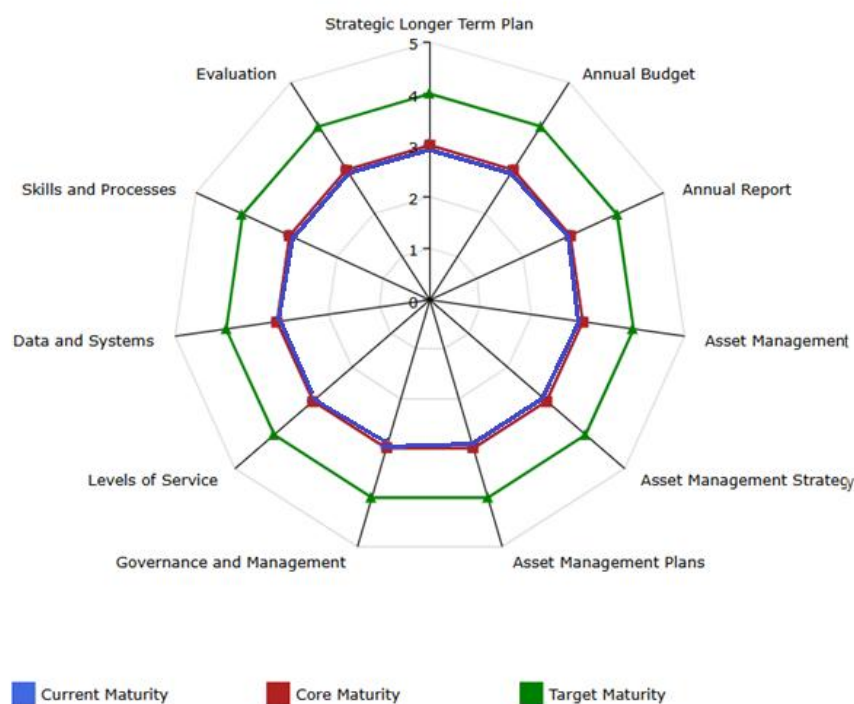 Strategic Longer Term Plan
5
Evaluation
Annual Budget
4
3
Skills and Processes
Annual Report
2
1
0
Data and Systems
Asset Management
Levels of Service
Asset Management Strategy
Governance and Management
Asset Management Plans
Current Maturity
Core Maturity
Target Maturity